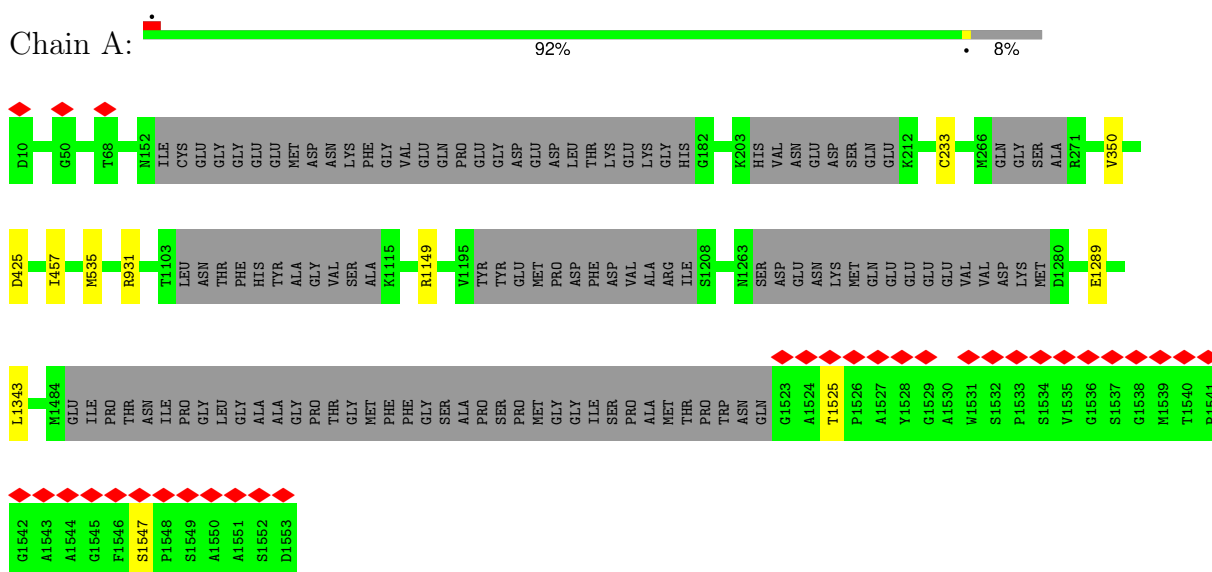 Chain A:
•
92%
•
8%
D10 G50 T68 N152 ILE CYS GLU GLY GLY GLU GLU MET ASP ASN LYS PHE GLY VAL GLU GLN PRO GLU GLY ASP GLU ASP LEU THR LYS GLU LYS GLY HIS G182 K203 HIS VAL ASN GLU ASP SER GLN GLU K212 C233 M266 GLN GLY SER ALA R271 V350
D425 I457 M535 R931 T1103 LEU ASN THR PHE HIS TYR ALA GLY VAL SER ALA K1115 R1149 V1195 TYR TYR GLU MET PRO ASP PHE ASP VAL ALA ARG ILE S1208 N1263 SER ASP GLU ASN LYS MET GLN GLU GLU GLU GLU VAL VAL ASP LYS MET D1280 E1289
L1343 M1484 GLU ILE PRO THR ASN ILE PRO GLY LEU GLY ALA ALA GLY PRO THR GLY MET PHE PHE GLY SER ALA PRO SER PRO MET GLY GLY ILE SER PRO ALA MET THR PRO TRP ASN GLN G1523 A1524 T1525 P1526 A1527 Y1528 G1529 A1530 W1531 S1532 P1533 S1534 V1535 G1536 S1537 G1538 M1539 T1540 P1541
G1542 A1543 A1544 G1545 F1546 S1547 P1548 S1549 A1550 A1551 S1552 D1553